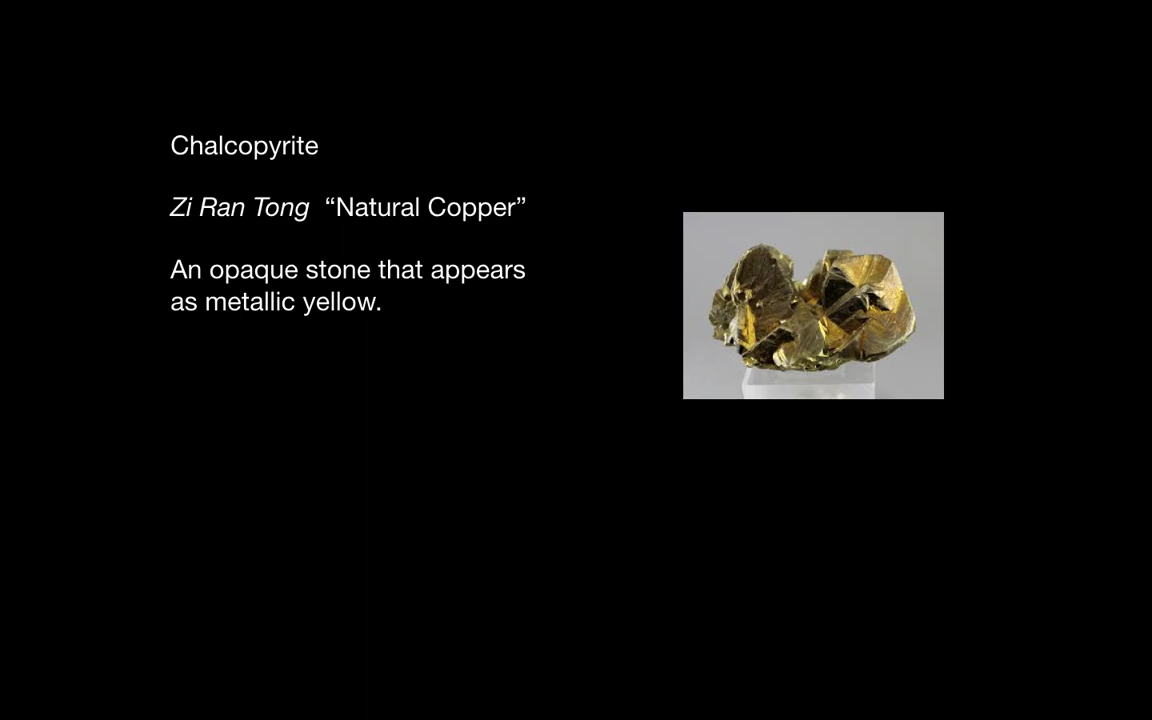 Chalcopyrite
Zi Ran Tong “Natural Copper”
An opaque stone that appears
as metallic yellow.